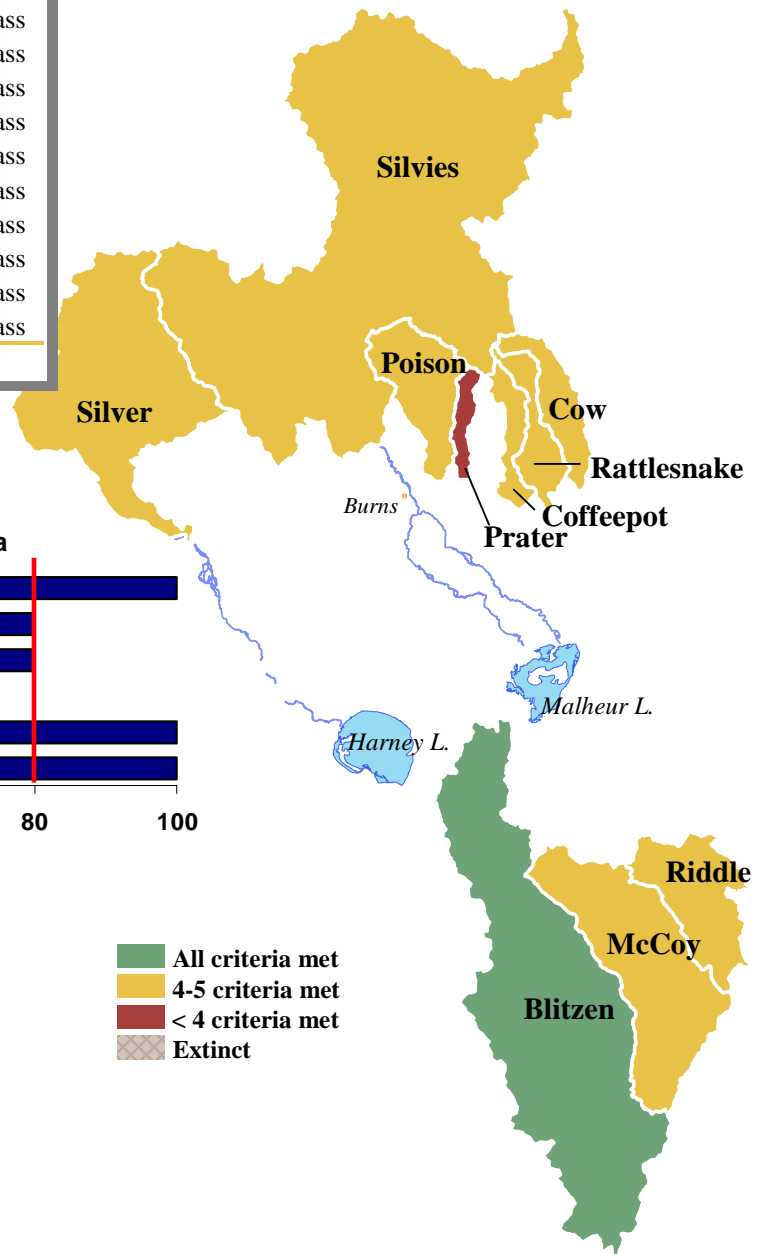 ass
ass
ass
ass
ass
ass
ass
ass
ass
ass
Silvies
Poison
Silver
Cow
Rattlesnake
Coffeepot
Burns
Prater
a
Malheur L.
Harney L.
80 100
Riddle
McCoy
Blitzen
All criteria met
4-5 criteria met
< 4 criteria met
Extinct